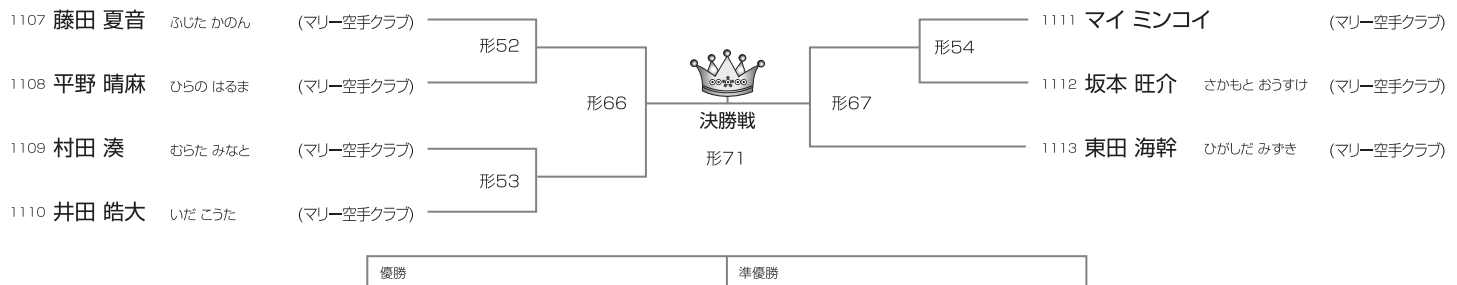 1107 藤田 夏音 ふじた かのん (マリー空手クラブ)
形52
1108 平野 晴麻 ひらの はるま (マリー空手クラブ)
形66
1109 村田 湊 むらた みなと (マリー空手クラブ)
形53
1110 井田 皓大 いだ こうた (マリー空手クラブ)
決勝戦
形71
1111 マイ ミンコイ (マリー空手クラブ)
形54
1112 坂本 旺介 さかもと おうすけ (マリー空手クラブ)
形67
1113 東田 海幹 ひがしだ みずき (マリー空手クラブ)
優勝 準優勝